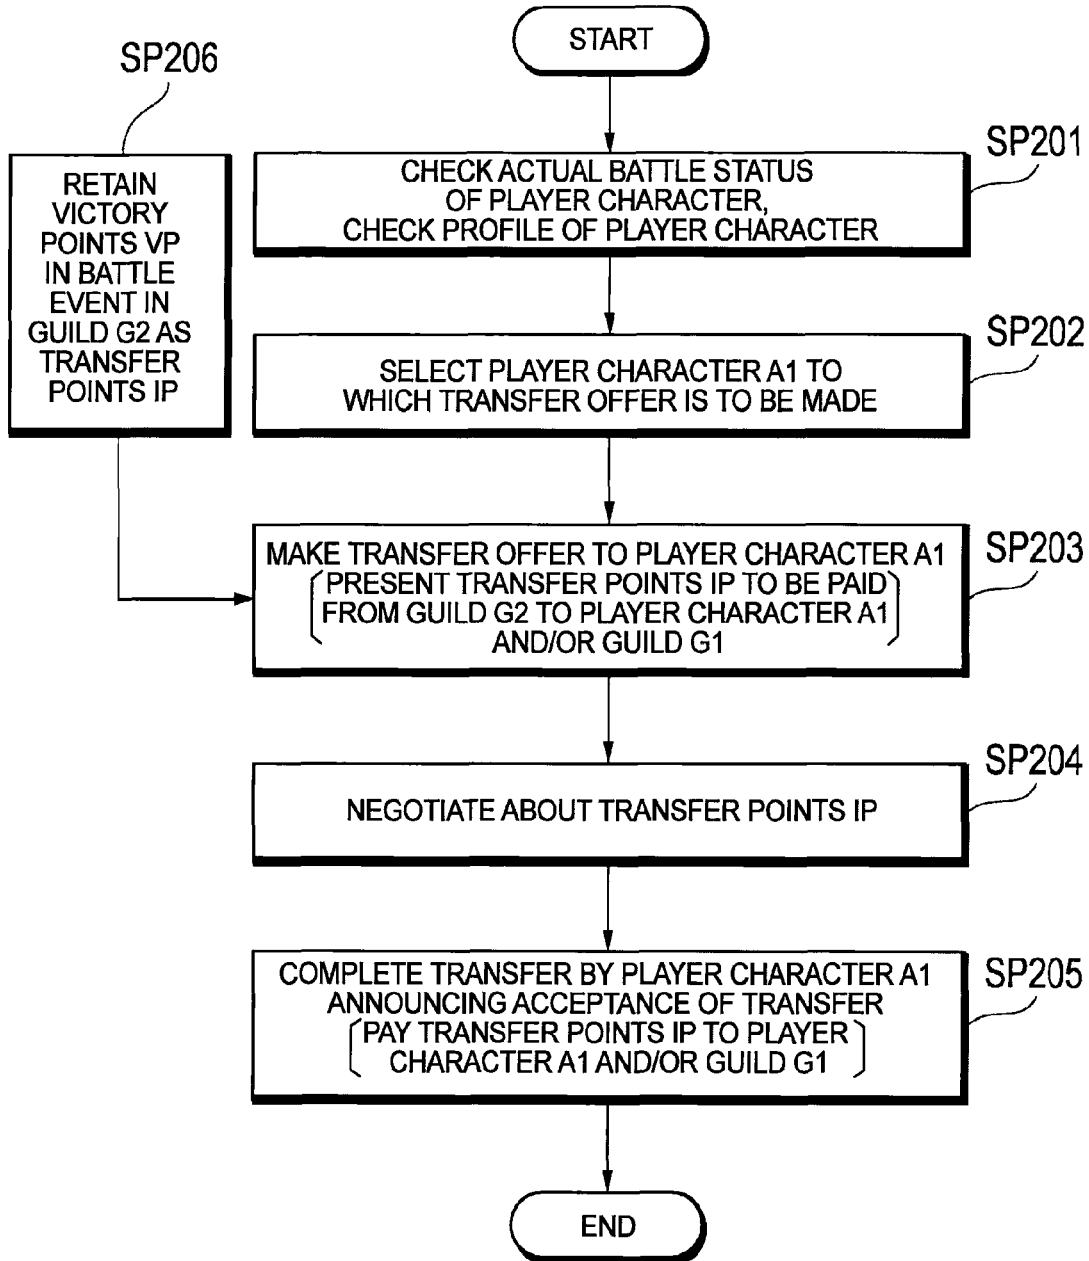 START
SP206
RETAIN
VICTORY
POINTS VP
IN BATTLE
EVENT IN
GUILD G2 AS
TRANSFER
POINTS IP
SP201
CHECK ACTUAL BATTLE STATUS
OF PLAYER CHARACTER,
CHECK PROFILE OF PLAYER CHARACTER
SP202
SELECT PLAYER CHARACTER A1 TO
WHICH TRANSFER OFFER IS TO BE MADE
SP203
MAKE TRANSFER OFFER TO PLAYER CHARACTER A1
PRESENT TRANSFER POINTS IP TO BE PAID
FROM GUILD G2 TO PLAYER CHARACTER A1
AND/OR GUILD G1
SP204
NEGOTIATE ABOUT TRANSFER POINTS IP
SP205
COMPLETE TRANSFER BY PLAYER CHARACTER A1
ANNOUNCING ACCEPTANCE OF TRANSFER
PAY TRANSFER POINTS IP TO PLAYER
CHARACTER A1 AND/OR GUILD G1
END